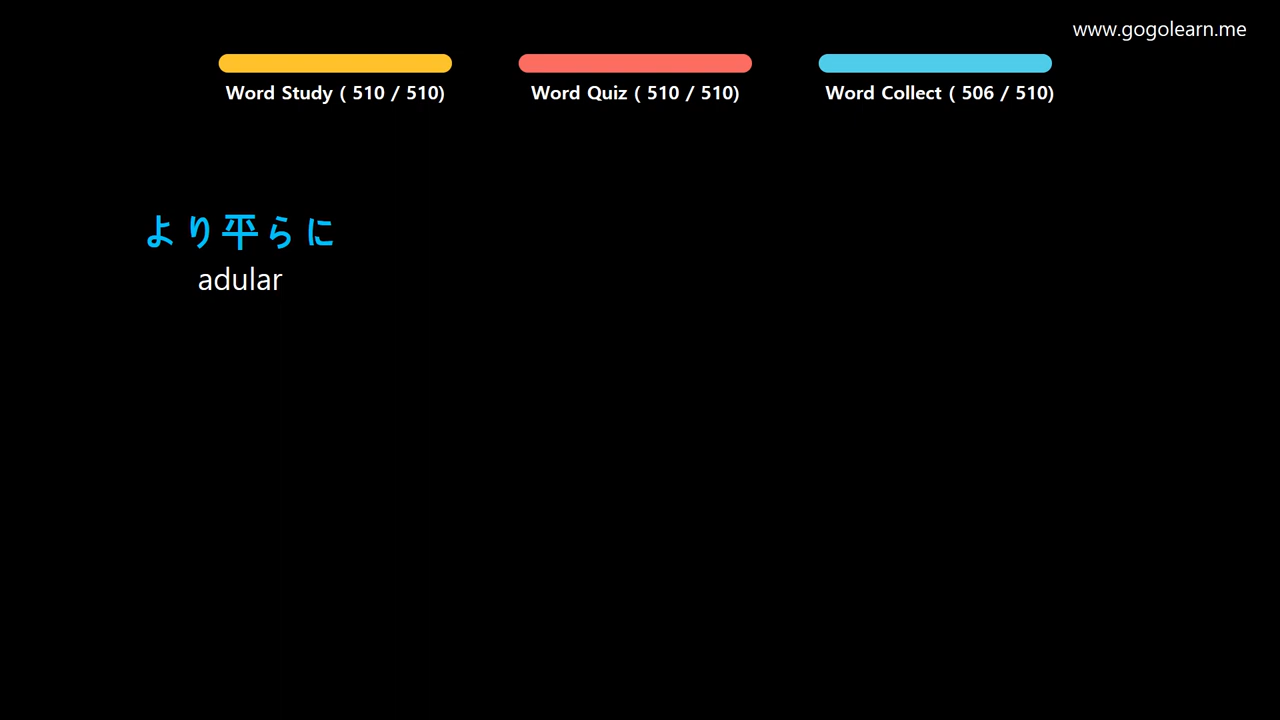 www.gogolearn.me
Word Study ( 510 / 510)
Word Quiz ( 510 / 510)
Word Collect ( 506 / 510)
より平らに
adular